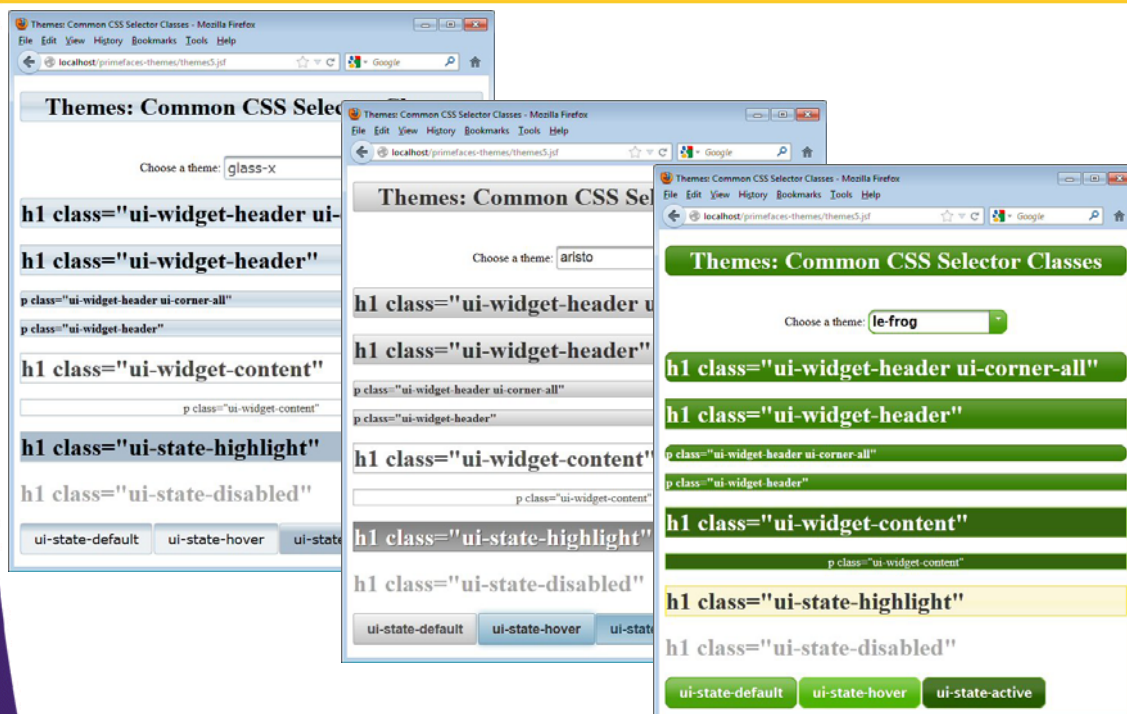 Themes: Common CSS Selector Classes - Mozilla Firefox
File Edit View History Bookmarks Tools Help
localhost/primefaces-themes/themes5.jsf
Google
Themes: Common CSS Selec
Choose a theme: glass-x
h1 class="ui-widget-header ui-
h1 class="ui-widget-header"
p class="ui-widget-header ui-corner-all"
p class="ui-widget-header"
h1 class="ui-widget-content"
p class="ui-widget-content"
h1 class="ui-state-highlight"
h1 class="ui-state-disabled"
ui-state-default ui-state-hover ui-state
Themes: Common CSS Selector Classes - Mozilla Firefox
File Edit View History Bookmarks Tools Help
localhost/primefaces-themes/themes5.jsf
Google
Themes: Common CSS Sel
Choose a theme: aristo
h1 class="ui-widget-header u
h1 class="ui-widget-header"
p class="ui-widget-header ui-corner-all"
p class="ui-widget-header"
h1 class="ui-widget-content"
p class="ui-widget-content"
h1 class="ui-state-highlight"
h1 class="ui-state-disabled"
ui-state-default ui-state-hover ui-state
Themes: Common CSS Selector Classes - Mozilla Firefox
File Edit View History Bookmarks Tools Help
localhost/primefaces-themes/themes5.jsf
Google
Themes: Common CSS Selector Classes
Choose a theme: le-frog
h1 class="ui-widget-header ui-corner-all"
h1 class="ui-widget-header"
p class="ui-widget-header ui-corner-all"
p class="ui-widget-header"
h1 class="ui-widget-content"
p class="ui-widget-content"
h1 class="ui-state-highlight"
h1 class="ui-state-disabled"
ui-state-default ui-state-hover ui-state-active